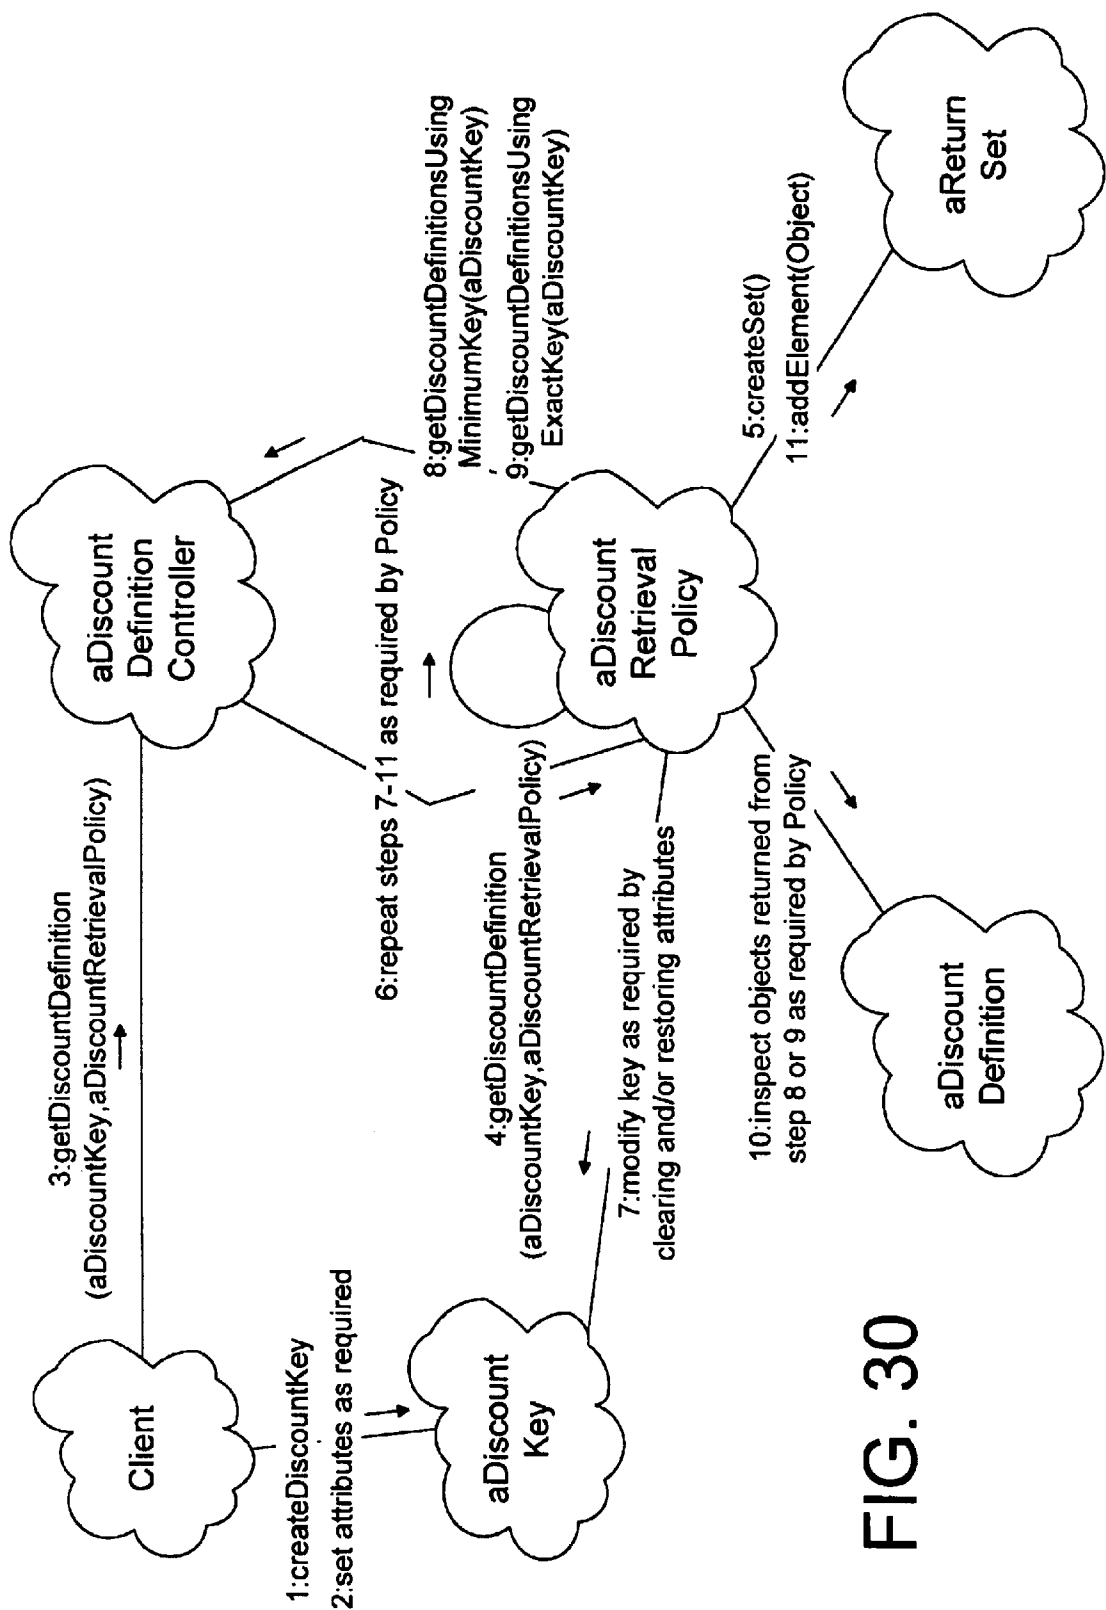 Client
3:getDiscountDefinition
(aDiscountKey,aDiscountRetrievalPolicy)
aDiscount
Definition
Controller
1:createDiscountKey
2:set attributes as required
6:repeat steps 7-11 as required by Policy
8:getDiscountDefinitionsUsing
MinimumKey(aDiscountKey)
9:getDiscountDefinitionsUsing
ExactKey(aDiscountKey)
4:getDiscountDefinition
(aDiscountKey,aDiscountRetrievalPolicy)
aDiscount
Key
7:modify key as required by
clearing and/or restoring attributes
aDiscount
Retrieval
Policy
5:createSet()
11:addElement(Object)
10:inspect objects returned from
step 8 or 9 as required by Policy
aDiscount
Definition
aReturn
Set
FIG. 30